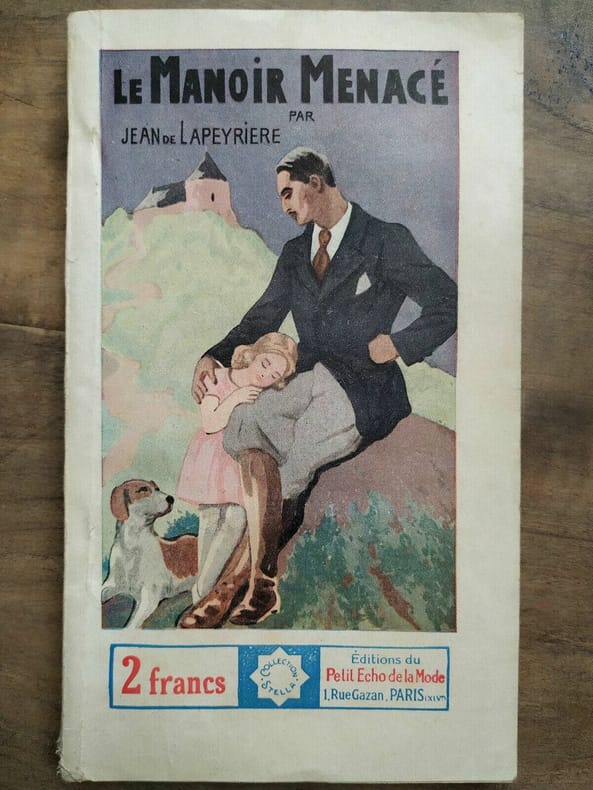 LE MANOIR MENACÉ
PAR
JEAN DE LAPEYRIERE
2 francs
COLLECTION
STELLA
Éditions du
Petit Echo de la Mode
1, Rue Gazan, PARIS (XIVᵐ)